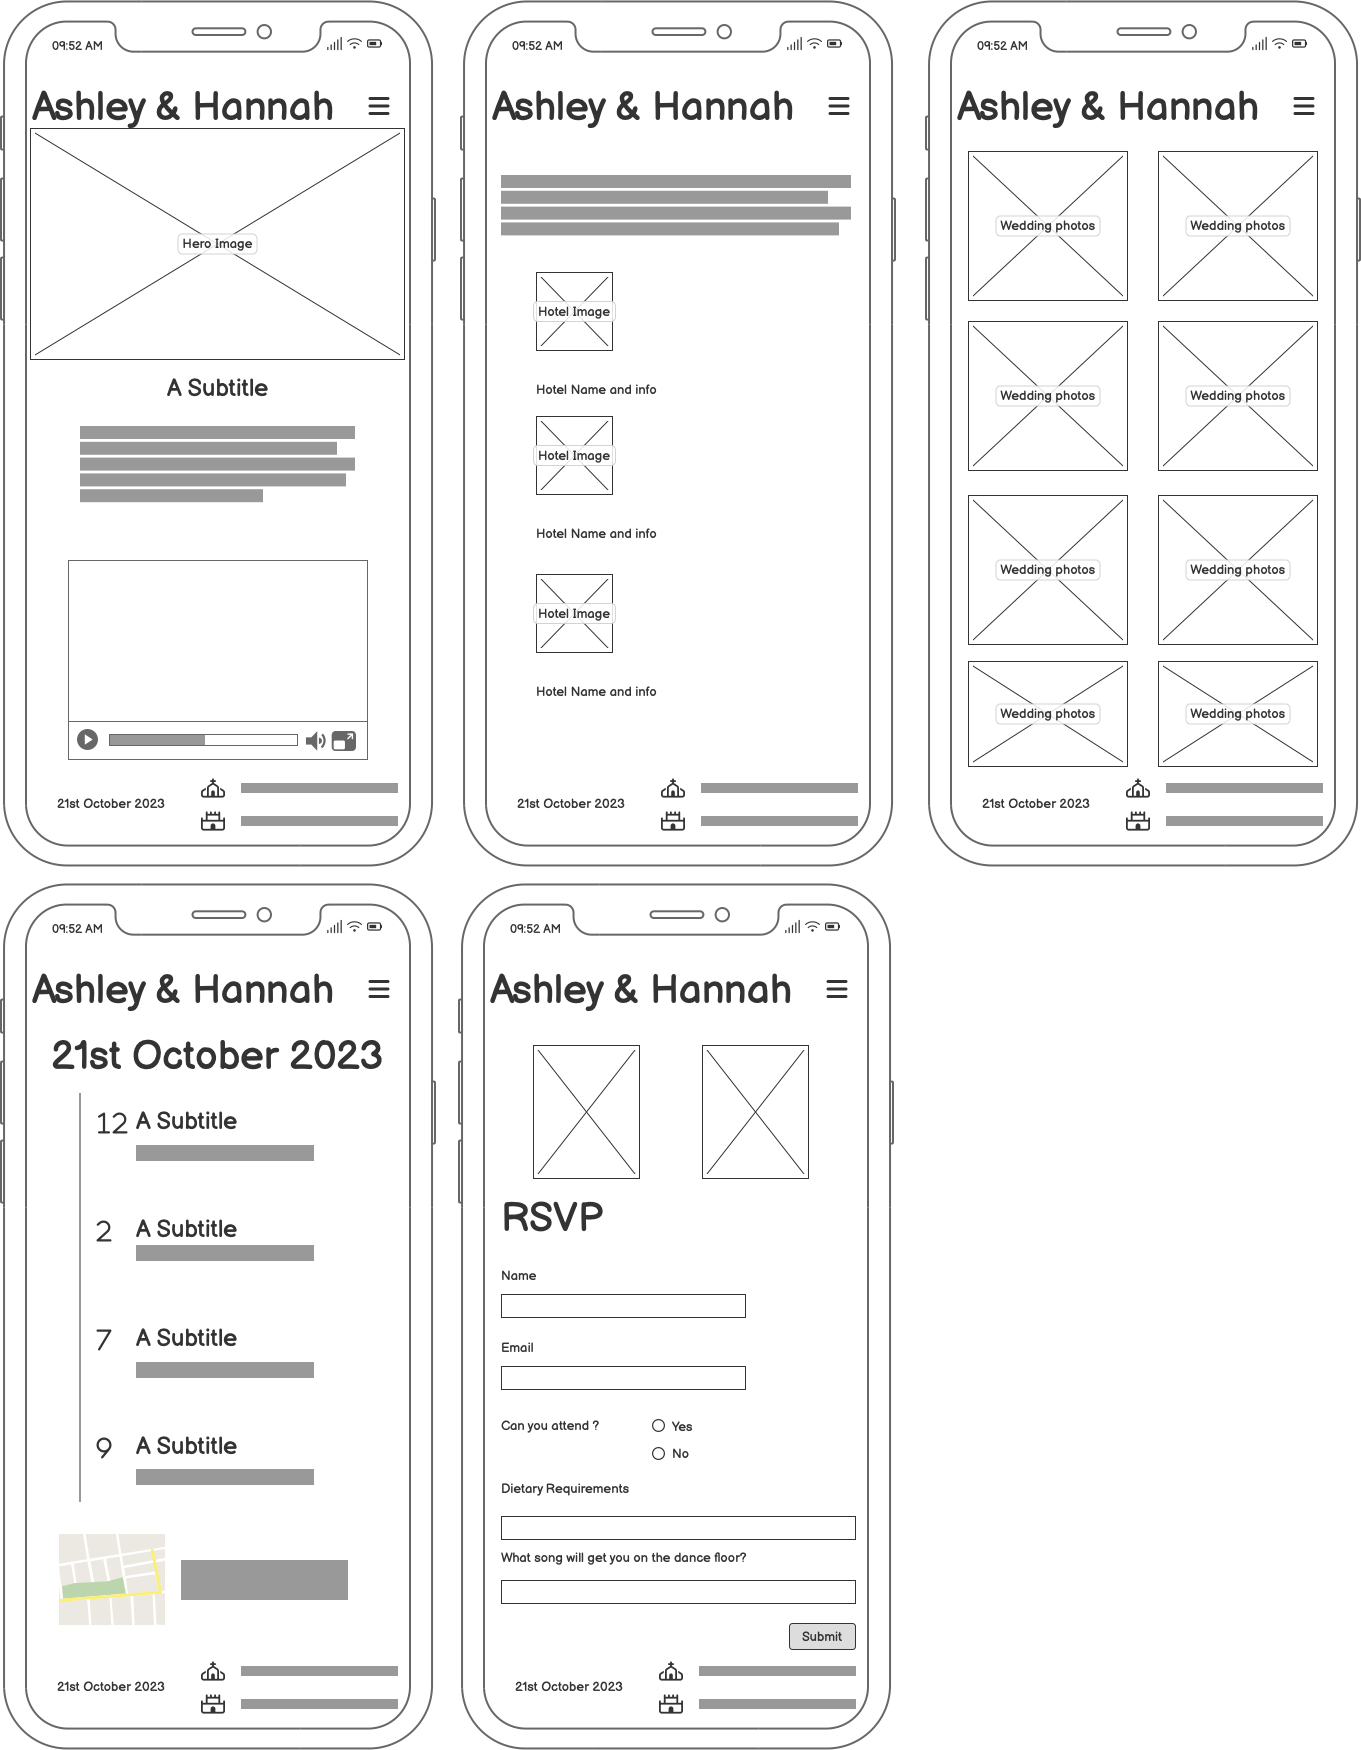 09:52 AM
Ashley & Hannah
Hero Image
A Subtitle
21st October 2023
09:52 AM
Ashley & Hannah
Hotel Image
Hotel Name and info
Hotel Image
Hotel Name and info
Hotel Image
Hotel Name and info
21st October 2023
09:52 AM
Ashley & Hannah
Wedding photos
Wedding photos
Wedding photos
Wedding photos
Wedding photos
Wedding photos
Wedding photos
Wedding photos
21st October 2023
09:52 AM
Ashley & Hannah
21st October 2023
12 A Subtitle
2 A Subtitle
7 A Subtitle
9 A Subtitle
21st October 2023
09:52 AM
Ashley & Hannah
RSVP
Name
Email
Can you attend ? Yes
No
Dietary Requirements
What song will get you on the dance floor?
Submit
21st October 2023